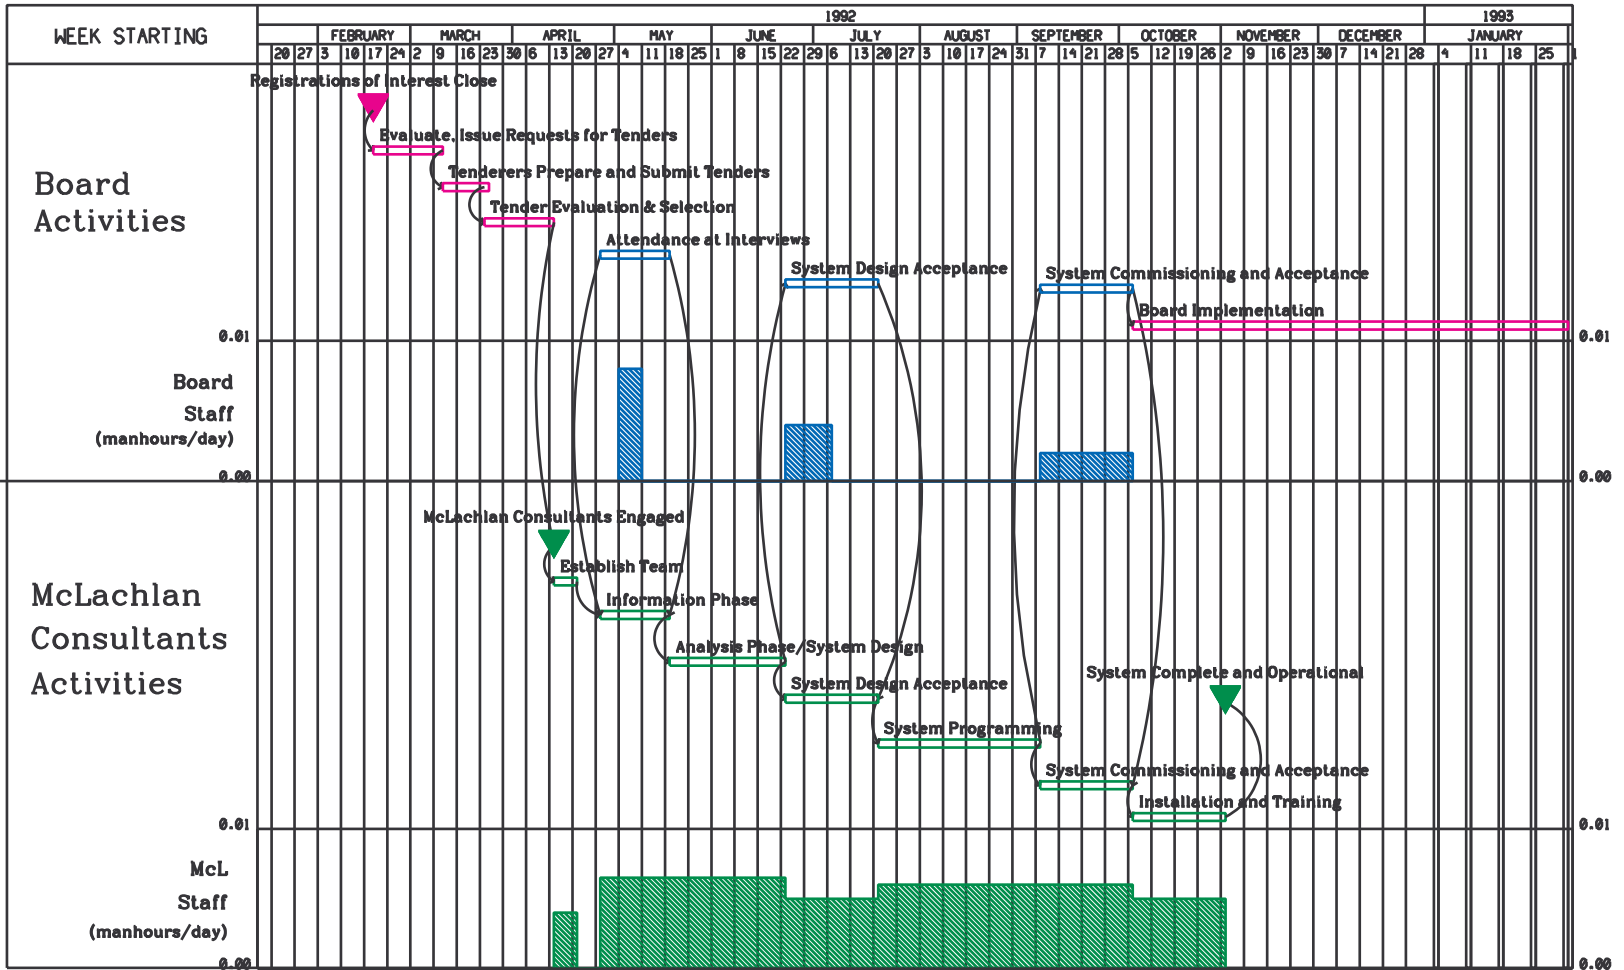 WEEK STARTING
1992 1993
FEBRUARY MARCH APRIL MAY JUNE JULY AUGUST SEPTEMBER OCTOBER NOVEMBER DECEMBER JANUARY
20 27 3 10 17 24 2 9 16 23 30 6 13 20 27 4 11 18 25 1 8 15 22 29 6 13 20 27 3 10 17 24 31 7 14 21 28 5 12 19 26 2 9 16 23 30 7 14 21 28 4 11 18 25 1
Registrations of Interest Close
Evaluate, Issue Requests for Tenders
Tenderers Prepare and Submit Tenders
Board
Activities
Tender Evaluation & Selection
Attendance at Interviews
System Design Acceptance
System Commissioning and Acceptance
Board Implementation
0.01 0.01
Board
Staff
(manhours/day)
0.00 0.00
McLachlan Consultants Engaged
Establish Team
McLachlan
Consultants
Activities
Information Phase
Analysis Phase/System Design
System Complete and Operational
System Design Acceptance
System Programming
System Commissioning and Acceptance
Installation and Training
0.01 0.01
McL
Staff
(manhours/day)
0.00 0.00